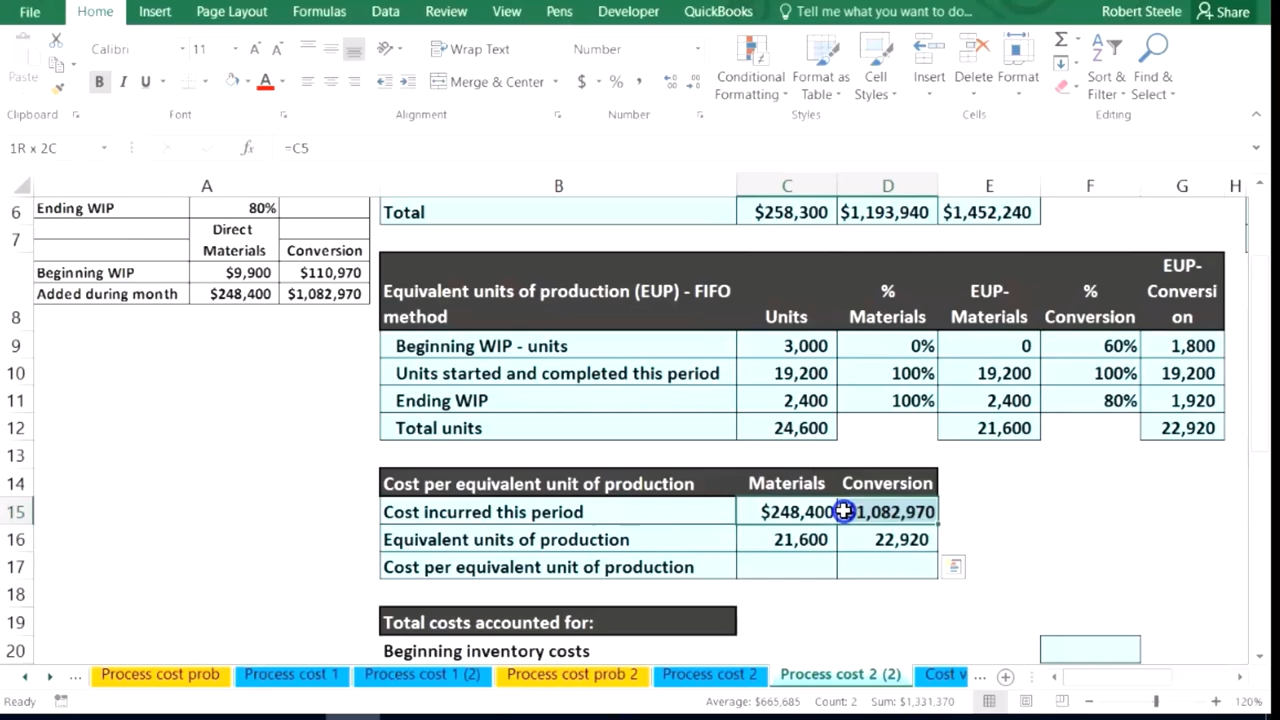 File Home Insert Page Layout Formulas Data Review View Pens Developer QuickBooks Tell me what you want to do... Robert Steele Share
Calibri 11 Wrap Text Number
Paste B I U A Merge & Center $ % Conditional Formatting Format as Table Cell Styles Insert Delete Format Sort & Filter Find & Select
Clipboard Font Alignment Number Styles Cells Editing
1R x 2C fx =C5
A B C D E F G H
6 Ending WIP 80% Total $258,300 $1,193,940 $1,452,240
7 Direct
Materials Conversion
Beginning WIP $9,900 $110,970
Added during month $248,400 $1,082,970
8 Equivalent units of production (EUP) - FIFO method Units % Materials EUP- Materials % Conversion EUP- Conversi on
9 Beginning WIP - units 3,000 0% 0 60% 1,800
10 Units started and completed this period 19,200 100% 19,200 100% 19,200
11 Ending WIP 2,400 100% 2,400 80% 1,920
12 Total units 24,600 21,600 22,920
13
14 Cost per equivalent unit of production Materials Conversion
15 Cost incurred this period $248,400 1,082,970
16 Equivalent units of production 21,600 22,920
17 Cost per equivalent unit of production
18
19 Total costs accounted for:
20 Beginning inventory costs
... Process cost prob Process cost 1 Process cost 1 (2) Process cost prob 2 Process cost 2 Process cost 2 (2) Cost v ...
Ready Average: $665,685 Count: 2 Sum: $1,331,370 120%